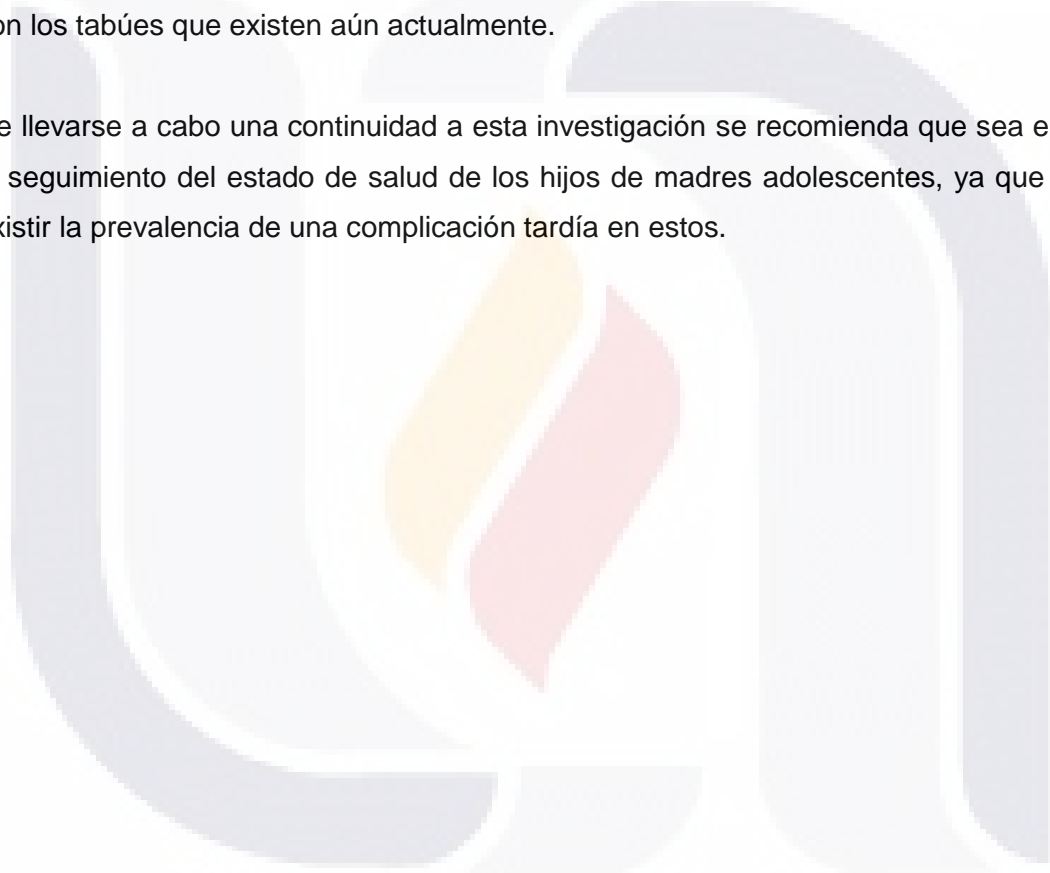 on los tabúes que existen aún actualmente.
e llevarse a cabo una continuidad a esta investigación se recomienda que sea e
seguimiento del estado de salud de los hijos de madres adolescentes, ya que
xistir la prevalencia de una complicación tardía en estos.